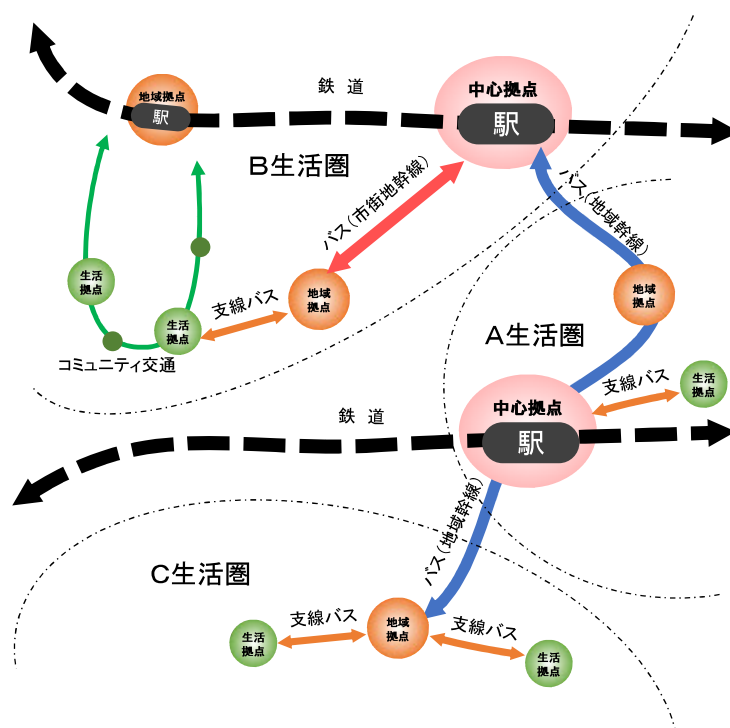 鉄 道
中心拠点
駅
地域拠点
駅
B生活圏
バス(市街地幹線)
バス(地域幹線)
生活
拠点
地域
拠点
地域
拠点
支線バス
生活
拠点
A生活圏
コミュニティ交通
支線バス
生活
拠点
中心拠点
駅
鉄 道
バス(地域幹線)
C生活圏
支線バス
地域
拠点
支線バス
生活
拠点
生活
拠点